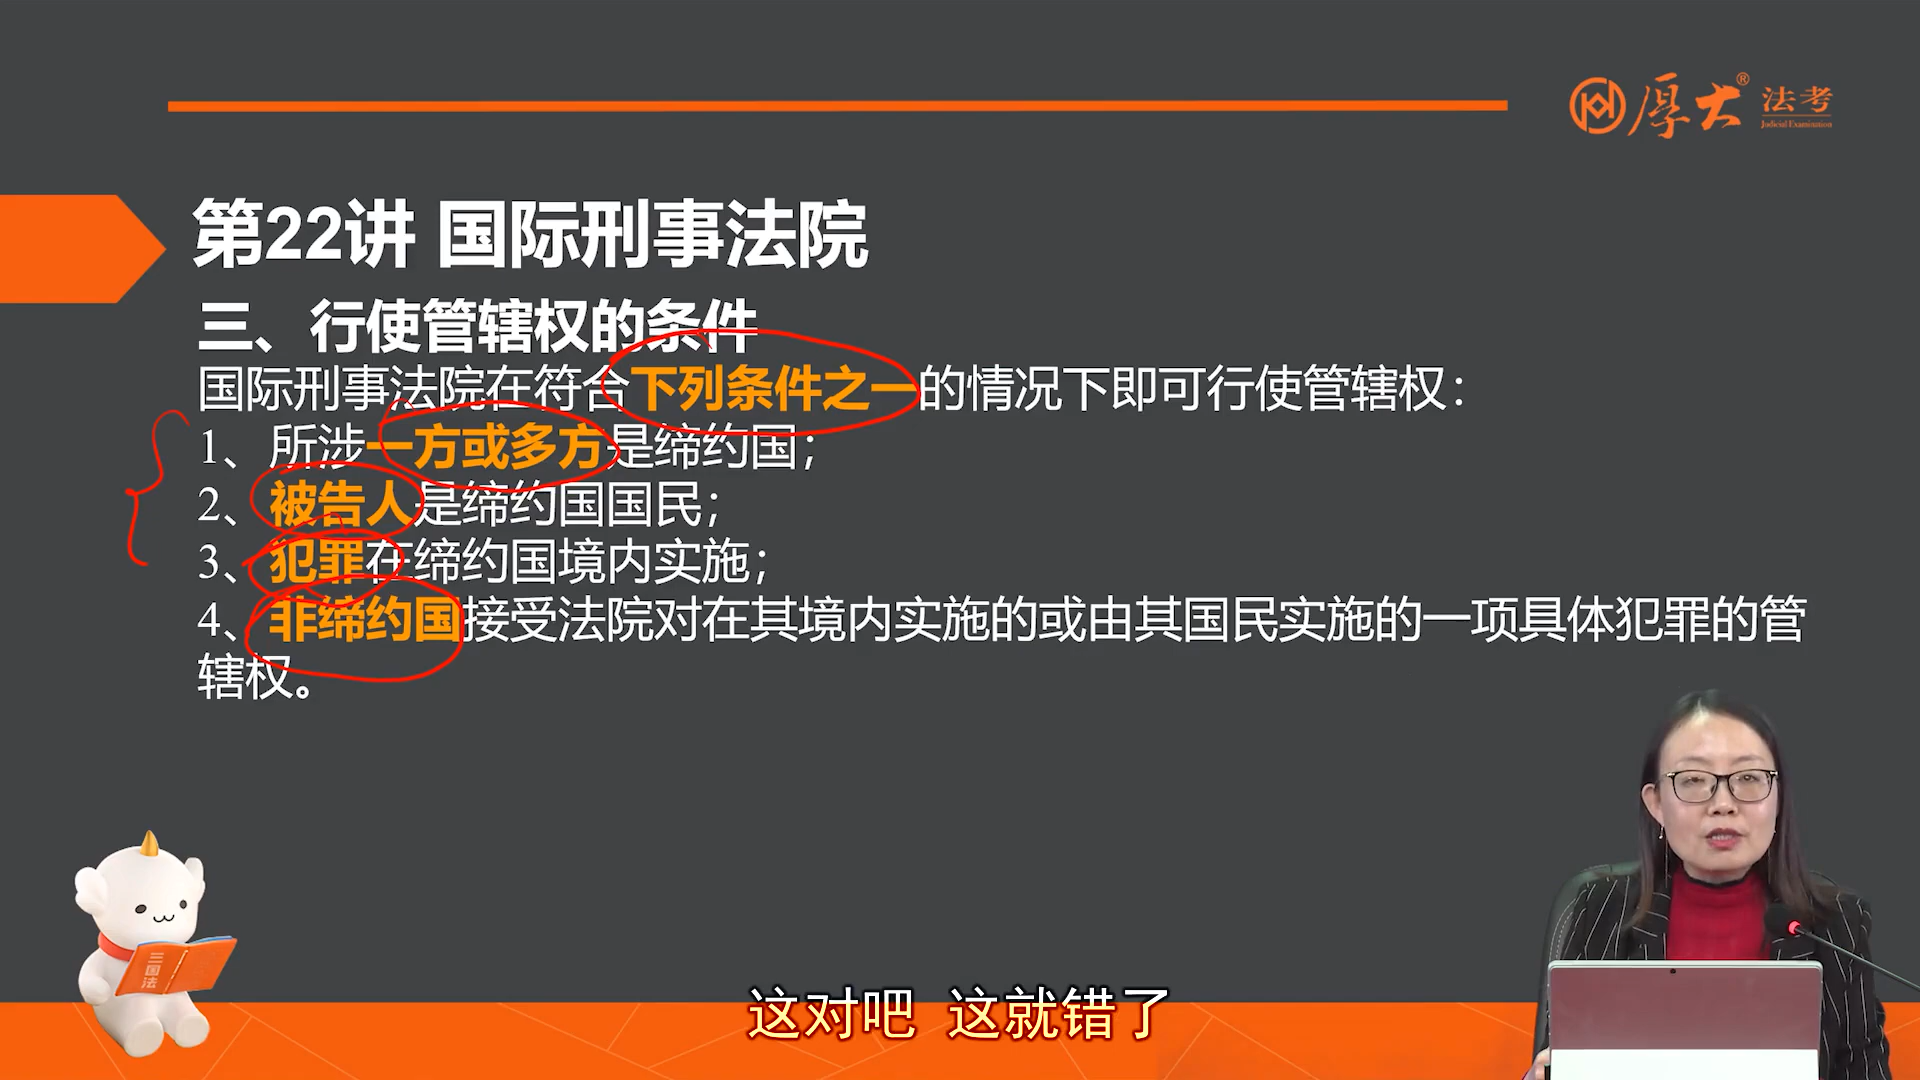 厚大® 法考
Judicial Examination
第22讲 国际刑事法院
三、行使管辖权的条件
国际刑事法院在符合下列条件之一的情况下即可行使管辖权：
1、所涉一方或多方是缔约国；
2、被告人是缔约国国民；
3、犯罪在缔约国境内实施；
4、非缔约国接受法院对在其境内实施的或由其国民实施的一项具体犯罪的管
辖权。
三国法
这对吧 这就错了